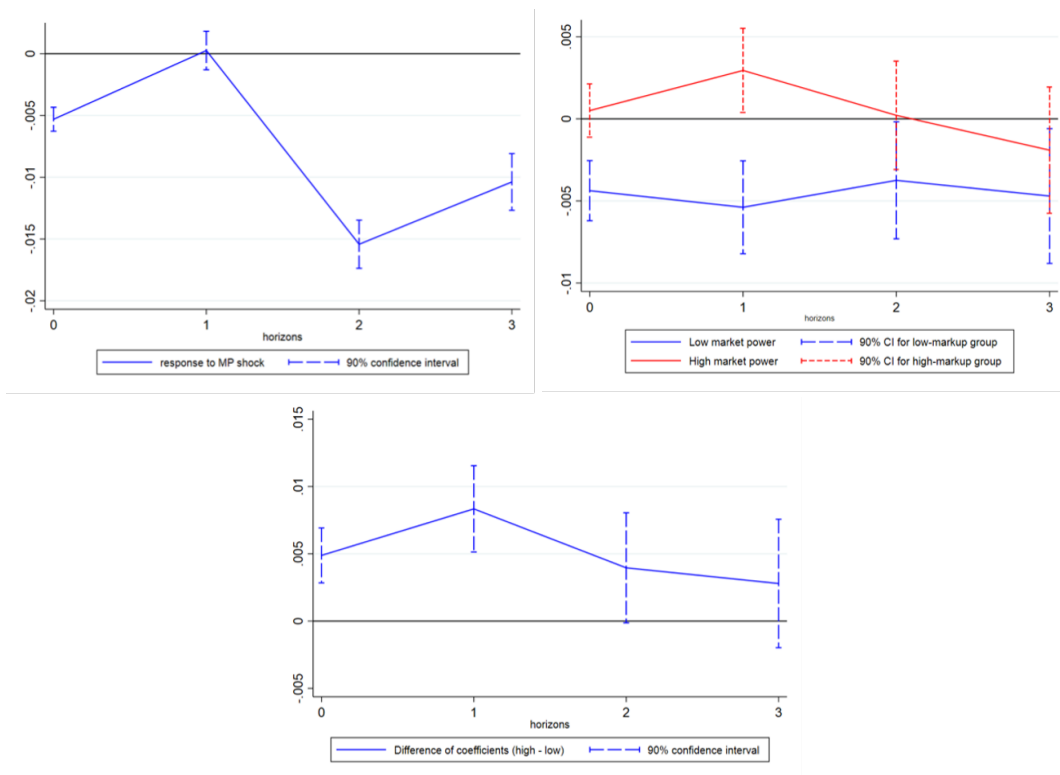 0
-.005
-.01
-.015
-.02
0 1 2 3
horizons
response to MP shock 90% confidence interval
.005
0
-.005
-.01
0 1 2 3
horizons
Low market power 90% CI for low-markup group
High market power 90% CI for high-markup group
.015
.01
.005
0
-.005
0 1 2 3
horizons
Difference of coefficients (high - low) 90% confidence interval